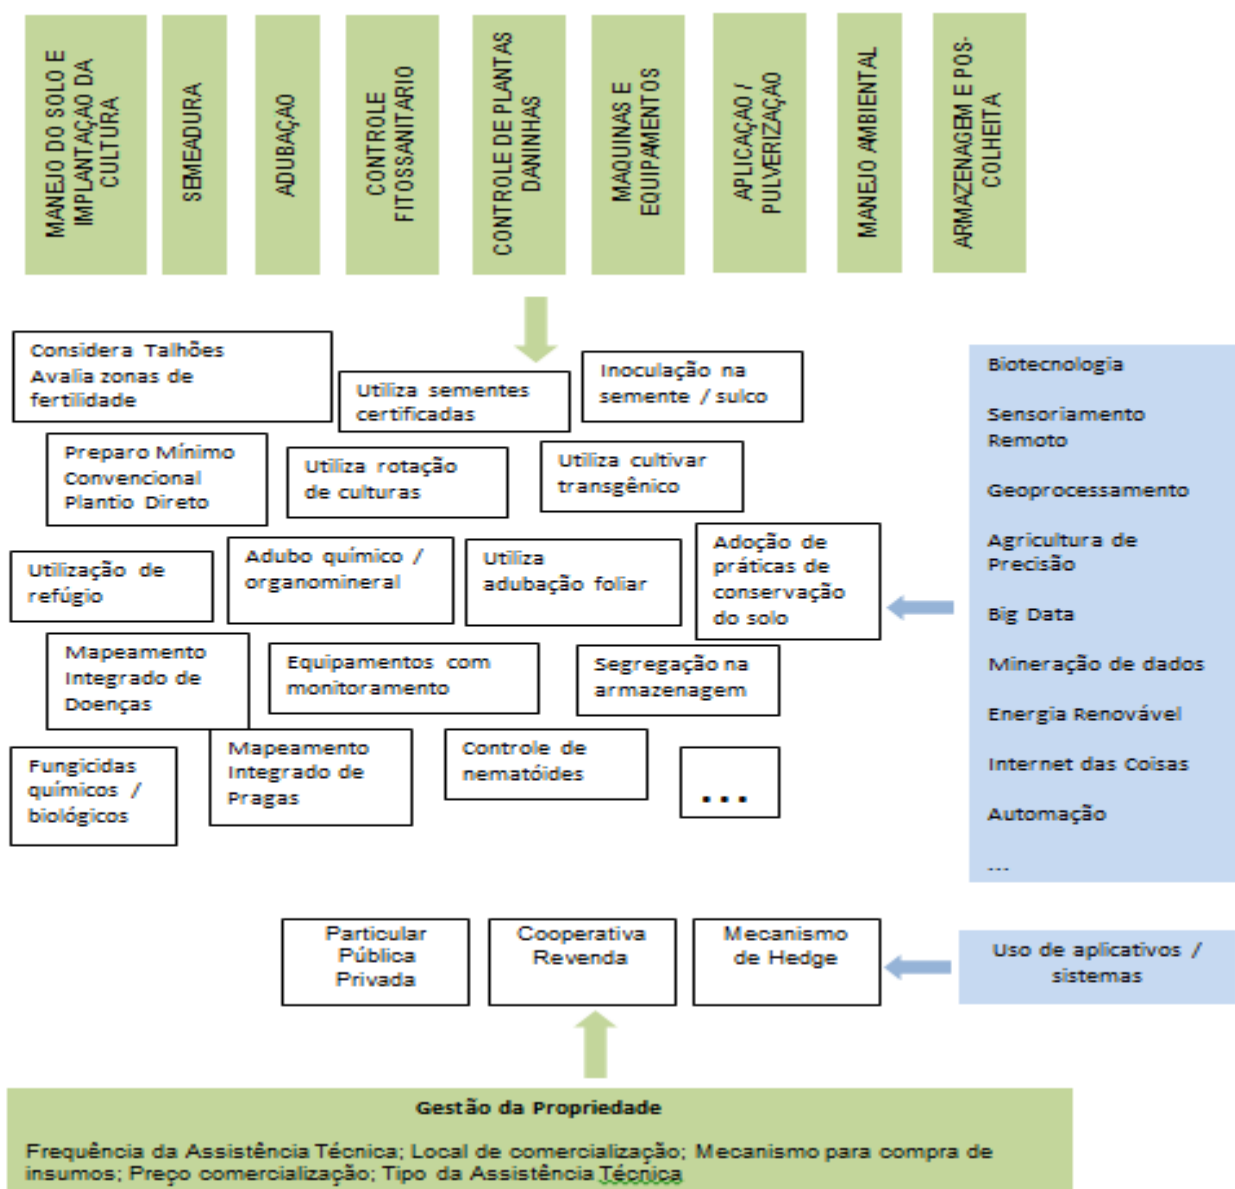 MANEJO DO SOLO E
IMPLANTAÇAO DA
CULTURA
SEMEADURA
ADUBAÇAO
CONTROLE
FITOSSANITARIO
CONTROLE DE PLANTAS
DANINHAS
MAQUINAS E
EQUIPAMENTOS
APLICAÇAO /
PULVERIZAÇAO
MANEJO AMBIENTAL
ARMAZENAGEM E POS-
COLHEITA
Considera Talhões
Avalia zonas de
fertilidade
Utiliza sementes
certificadas
Inoculação na
semente / sulco
Preparo Mínimo
Convencional
Plantio Direto
Utiliza rotação
de culturas
Utiliza cultivar
transgênico
Utilização de
refúgio
Adubo químico /
organomineral
Utiliza
adubação foliar
Adoção de
práticas de
conservação
do solo
Mapeamento
Integrado de
Doenças
Equipamentos com
monitoramento
Segregação na
armazenagem
Fungicidas
químicos /
biológicos
Mapeamento
Integrado de
Pragas
Controle de
nematóides
...
Biotecnologia
Sensoriamento
Remoto
Geoprocessamento
Agricultura de
Precisão
Big Data
Mineração de dados
Energia Renovável
Internet das Coisas
Automação
...
Particular
Pública
Privada
Cooperativa
Revenda
Mecanismo
de Hedge
Uso de aplicativos /
sistemas
Gestão da Propriedade
Frequência da Assistência Técnica; Local de comercialização; Mecanismo para compra de
insumos; Preço comercialização; Tipo da Assistência Técnica